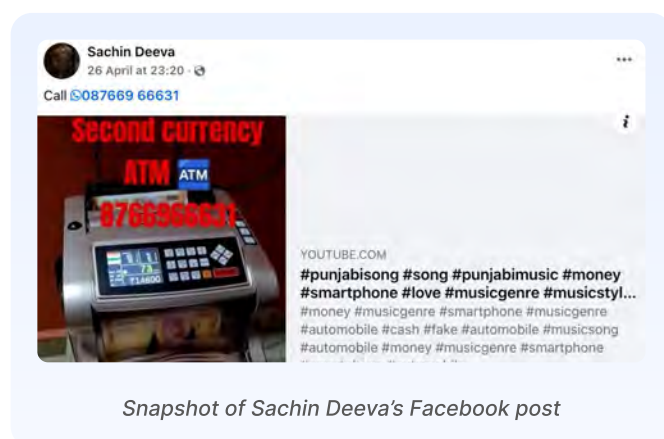 Sachin Deeva
26 April at 23:20 ·
Call 087669 66631
Second currency
ATM ATM
8766966631
₹14600
YOUTUBE.COM
#punjabisong #song #punjabimusic #money
#smartphone #love #musicgenre #musicstyl...
#money #musicgenre #smartphone #musicgenre
#automobile #cash #fake #automobile #musicsong
#automobile #money #musicgenre #smartphone
Snapshot of Sachin Deeva's Facebook post